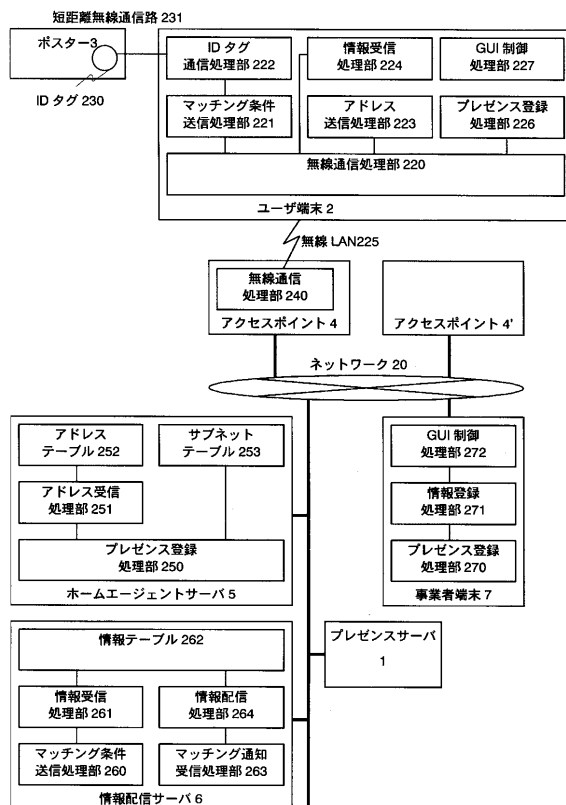 短距離無線通信路 231
ポスター3
ID タグ 230
ID タグ
通信処理部 222
情報受信
処理部 224
GUI 制御
処理部 227
マッチング条件
送信処理部 221
アドレス
送信処理部 223
プレゼンス登録
処理部 226
無線通信処理部 220
ユーザ端末 2
無線 LAN225
無線通信
処理部 240
アクセスポイント 4
アクセスポイント 4'
ネットワーク 20
アドレス
テーブル 252
サブネット
テーブル 253
アドレス受信
処理部 251
プレゼンス登録
処理部 250
ホームエージェントサーバ 5
GUI 制御
処理部 272
情報登録
処理部 271
プレゼンス登録
処理部 270
事業者端末 7
情報テーブル 262
情報受信
処理部 261
情報配信
処理部 264
マッチング条件
送信処理部 260
マッチング通知
受信処理部 263
情報配信サーバ 6
プレゼンスサーバ
1